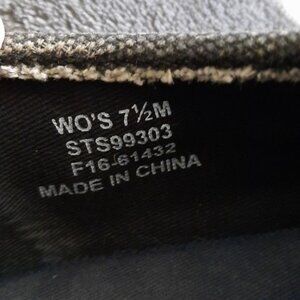 WO'S 7½M
STS99303
F16-61432
MADE IN CHINA